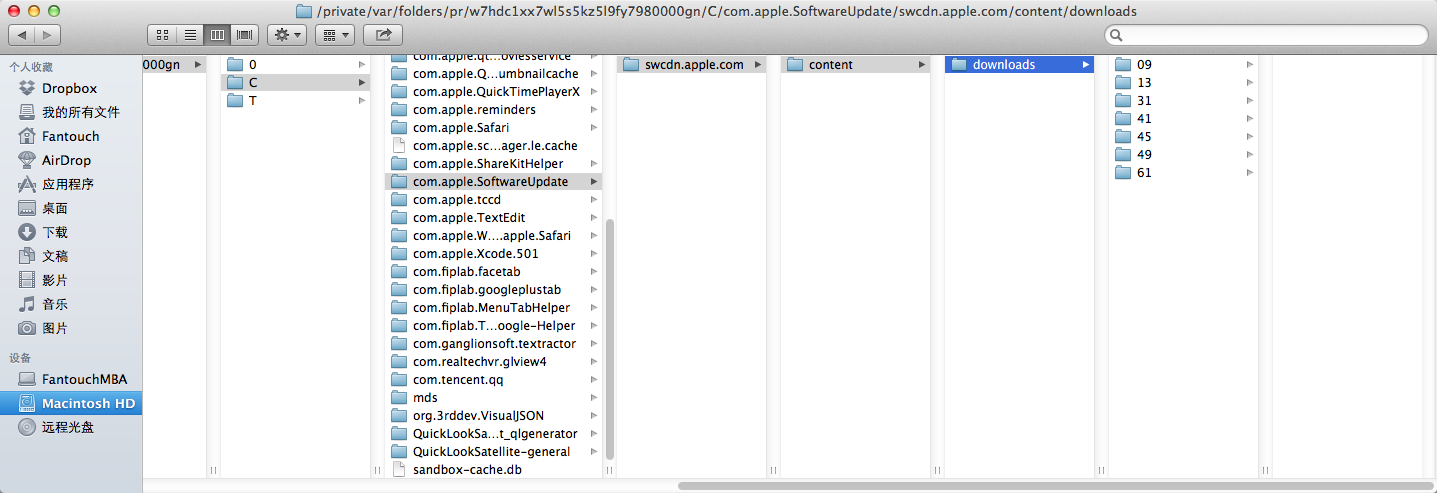 /private/var/folders/pr/w7hdc1xx7wl5s5kz5l9fy7980000gn/C/com.apple.SoftwareUpdate/swcdn.apple.com/content/downloads
个人收藏
Dropbox
我的所有文件
Fantouch
AirDrop
应用程序
桌面
下载
文稿
影片
音乐
图片
设备
FantouchMBA
Macintosh HD
远程光盘
000gn
0
C
T
com.apple.qt...oviesservice
com.apple.Q...umbnailcache
com.apple.QuickTimePlayerX
com.apple.reminders
com.apple.Safari
com.apple.sc...ager.le.cache
com.apple.ShareKitHelper
com.apple.SoftwareUpdate
com.apple.tccd
com.apple.TextEdit
com.apple.W....apple.Safari
com.apple.Xcode.501
com.fiplab.facetab
com.fiplab.googleplustab
com.fiplab.MenuTabHelper
com.fiplab.T...oogle-Helper
com.ganglionsoft.textractor
com.realtechvr.glview4
com.tencent.qq
mds
org.3rddev.VisualJSON
QuickLookSa...t_qlgenerator
QuickLookSatellite-general
sandbox-cache.db
swcdn.apple.com
content
downloads
09
13
31
41
45
49
61